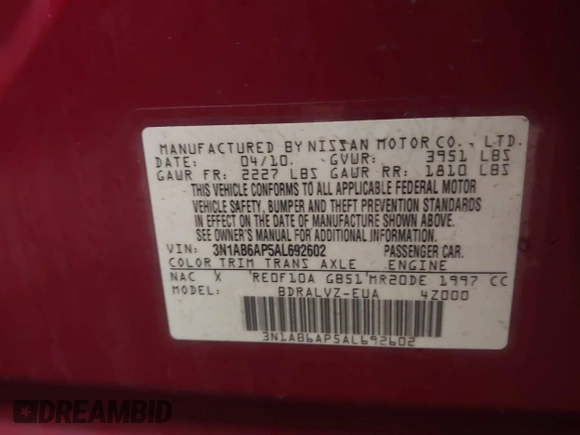 MANUFACTURED BY NISSAN MOTOR CO., LTD.
DATE: 04/10. GVWR: 3951 LBS
GAWR FR: 2227 LBS GAWR RR: 1810 LBS
THIS VEHICLE CONFORMS TO ALL APPLICABLE FEDERAL MOTOR
VEHICLE SAFETY, BUMPER AND THEFT PREVENTION STANDARDS
IN EFFECT ON THE DATE OF MANUFACTURE SHOWN ABOVE.
SEE OWNER'S MANUAL FOR ADDITIONAL INFORMATION.
VIN: 3N1AB6AP5AL692602 PASSENGER CAR.
COLOR TRIM TRANS AXLE ENGINE
NAC X RE0F10A GB51 MR20DE 1997 CC
MODEL: BDRALVZ-EUA 4Z000
3N1AB6AP5AL692602
DREAMBID